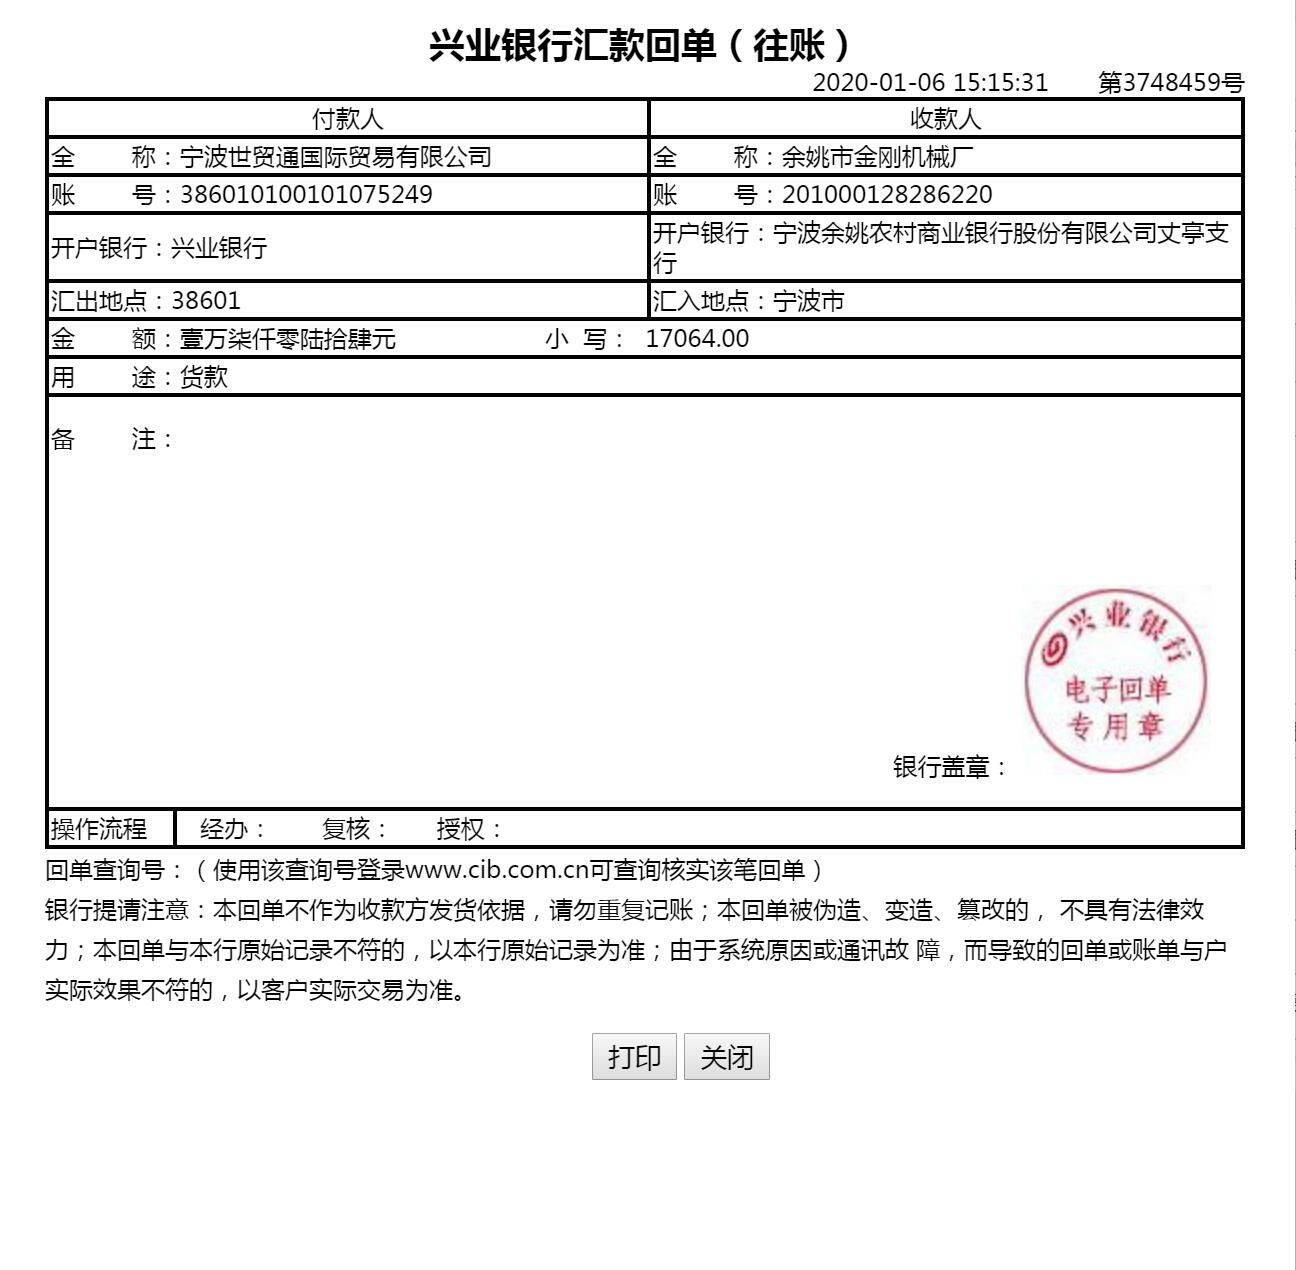 兴业银行汇款回单（往账）
2020-01-06 15:15:31 第3748459号
付款人 收款人
全 称：宁波世贸通国际贸易有限公司 全 称：余姚市金刚机械厂
账 号：386010100101075249 账 号：201000128286220
开户银行：兴业银行 开户银行：宁波余姚农村商业银行股份有限公司丈亭支
行
汇出地点：38601 汇入地点：宁波市
金 额：壹万柒仟零陆拾肆元 小 写： 17064.00
用 途：货款
备 注：
兴业银行
电子回单
专用章
银行盖章：
操作流程 经办： 复核： 授权：
回单查询号：（使用该查询号登录www.cib.com.cn可查询核实该笔回单）
银行提请注意：本回单不作为收款方发货依据，请勿重复记账；本回单被伪造、变造、篡改的， 不具有法律效
力；本回单与本行原始记录不符的，以本行原始记录为准；由于系统原因或通讯故 障，而导致的回单或账单与户
实际效果不符的，以客户实际交易为准。
打印 关闭